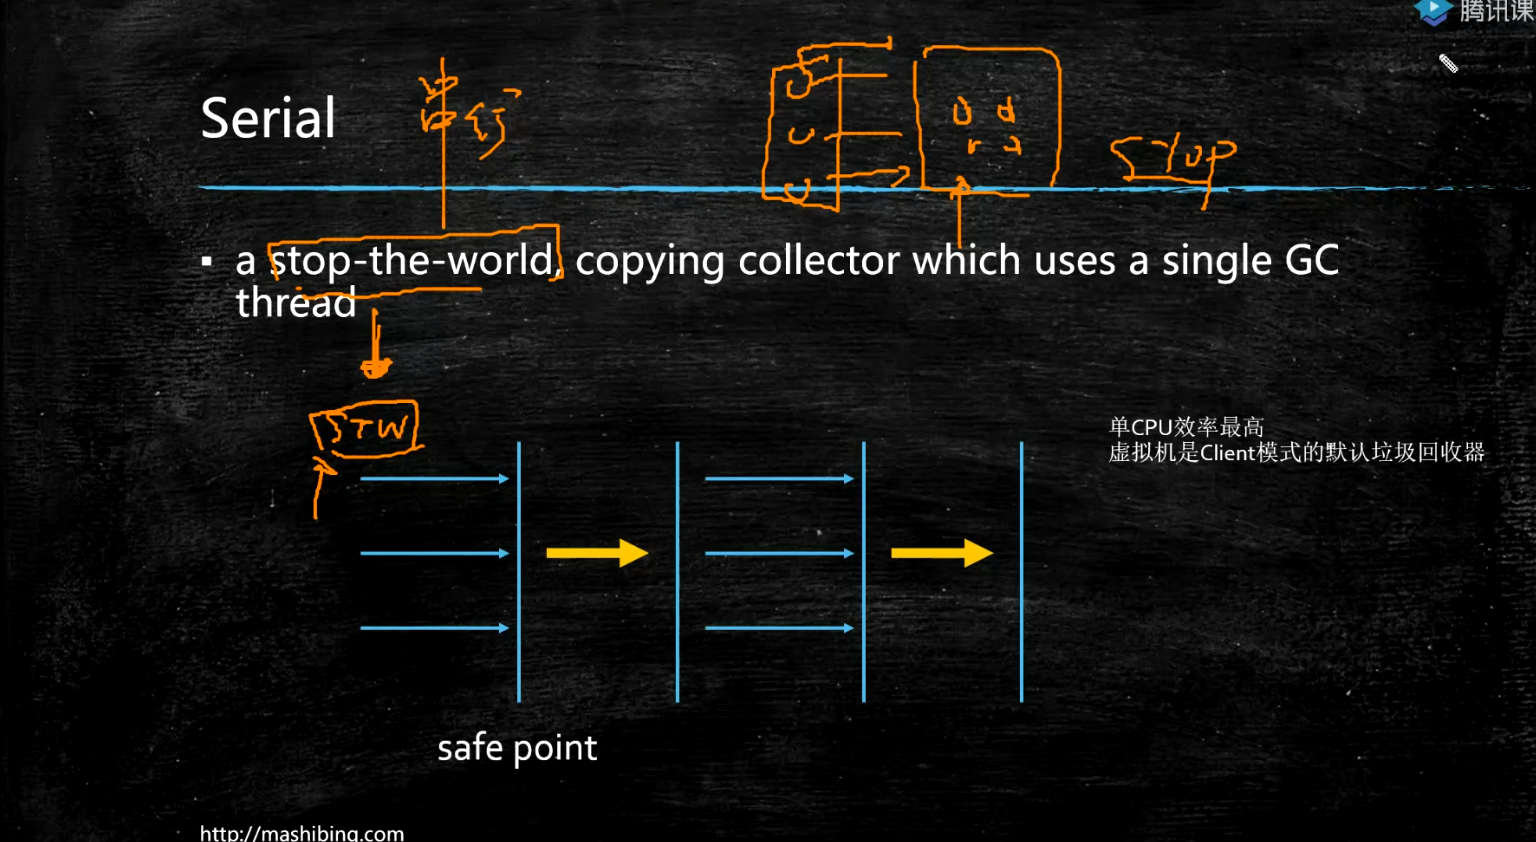 腾讯课
Serial
串行
stop
a stop-the-world, copying collector which uses a single GC
thread
STW
单CPU效率最高
虚拟机是Client模式的默认垃圾回收器
safe point
http://mashibing.com